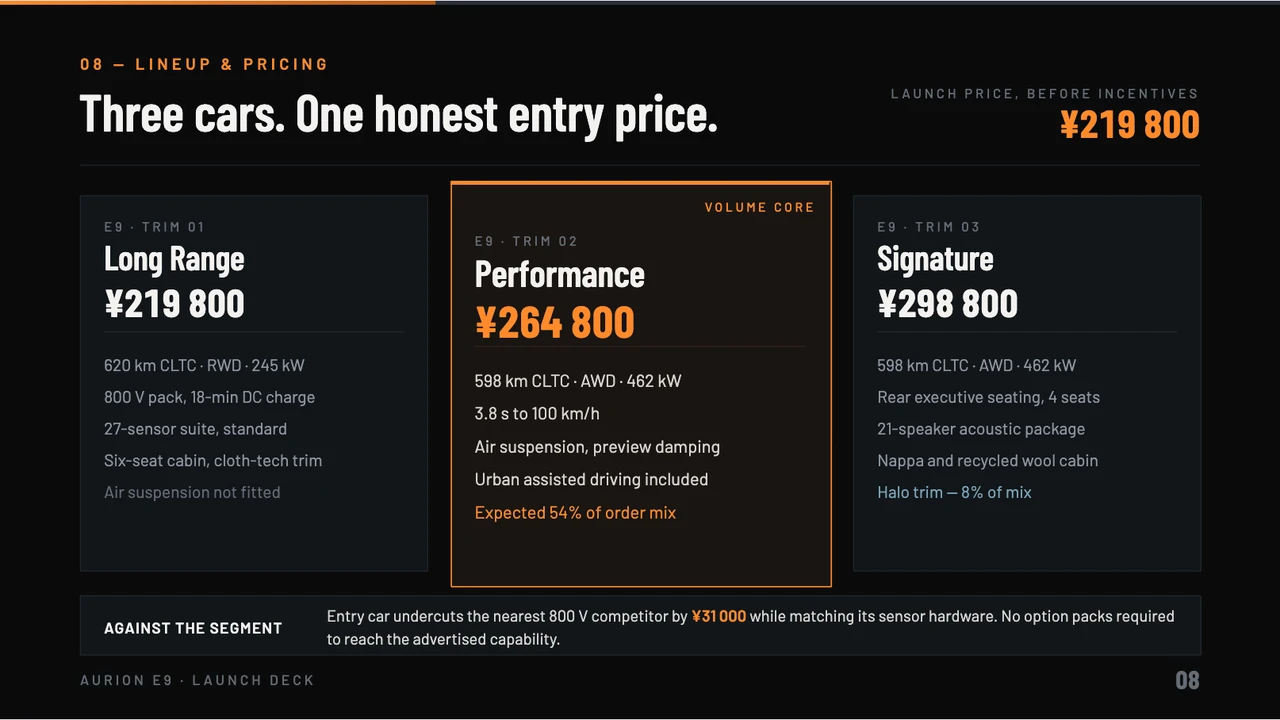 08 — LINEUP & PRICING
Three cars. One honest entry price.
LAUNCH PRICE, BEFORE INCENTIVES
¥219 800
E9 · TRIM 01
Long Range
¥219 800
620 km CLTC · RWD · 245 kW
800 V pack, 18-min DC charge
27-sensor suite, standard
Six-seat cabin, cloth-tech trim
Air suspension not fitted
VOLUME CORE
E9 · TRIM 02
Performance
¥264 800
598 km CLTC · AWD · 462 kW
3.8 s to 100 km/h
Air suspension, preview damping
Urban assisted driving included
Expected 54% of order mix
E9 · TRIM 03
Signature
¥298 800
598 km CLTC · AWD · 462 kW
Rear executive seating, 4 seats
21-speaker acoustic package
Nappa and recycled wool cabin
Halo trim — 8% of mix
AGAINST THE SEGMENT
Entry car undercuts the nearest 800 V competitor by ¥31 000 while matching its sensor hardware. No option packs required
to reach the advertised capability.
AURION E9 · LAUNCH DECK
08